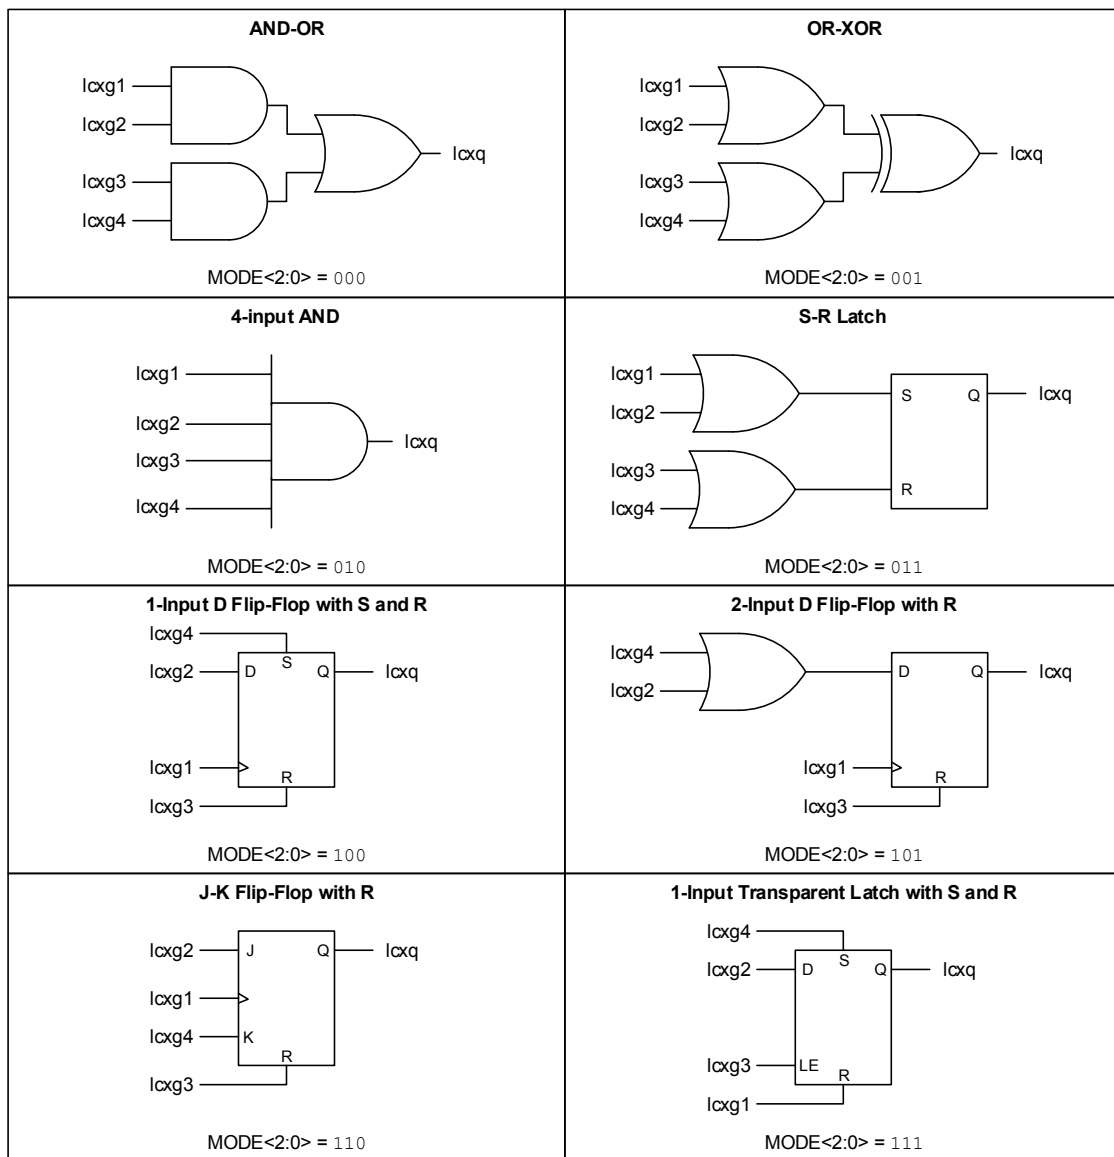 AND-OR
lcxg1
lcxg2
lcxg3
lcxg4
lcxq
MODE<2:0> = 000
OR-XOR
lcxg1
lcxg2
lcxg3
lcxg4
lcxq
MODE<2:0> = 001
4-input AND
lcxg1
lcxg2
lcxg3
lcxg4
lcxq
MODE<2:0> = 010
S-R Latch
lcxg1
lcxg2
lcxg3
lcxg4
S
Q
lcxq
R
MODE<2:0> = 011
1-Input D Flip-Flop with S and R
lcxg4
S
lcxg2
D
Q
lcxq
lcxg1
R
lcxg3
MODE<2:0> = 100
2-Input D Flip-Flop with R
lcxg4
lcxg2
D
Q
lcxq
lcxg1
R
lcxg3
MODE<2:0> = 101
J-K Flip-Flop with R
lcxg2
J
Q
lcxq
lcxg1
lcxg4
K
R
lcxg3
MODE<2:0> = 110
1-Input Transparent Latch with S and R
lcxg4
S
lcxg2
D
Q
lcxq
lcxg3
LE
R
lcxg1
MODE<2:0> = 111